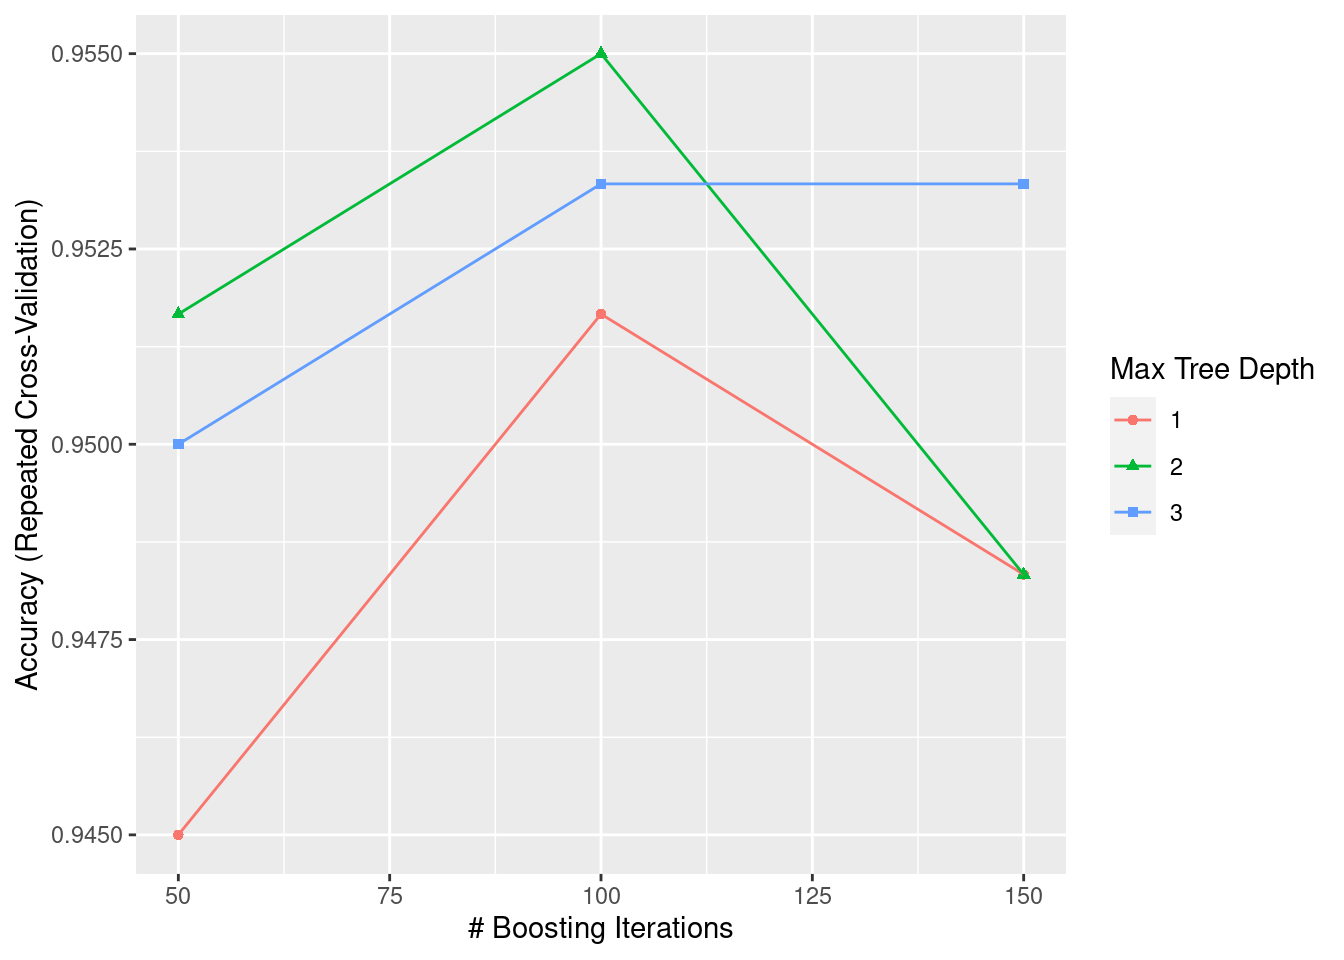 0.9550
0.9525
0.9500
0.9475
0.9450
Accuracy (Repeated Cross-Validation)
50 75 100 125 150
# Boosting Iterations
Max Tree Depth
1
2
3